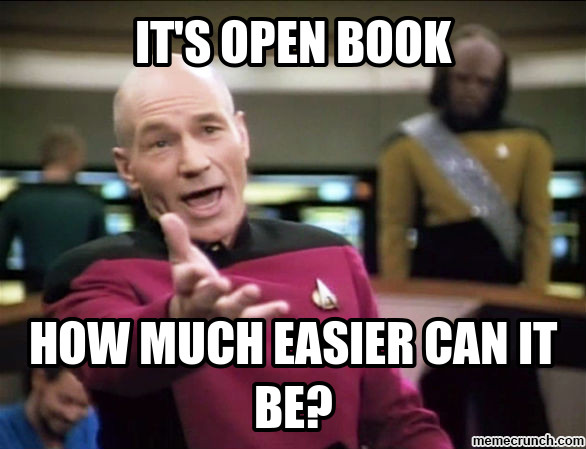 IT'S OPEN BOOK
HOW MUCH EASIER CAN IT
BE?
memecrunch.com